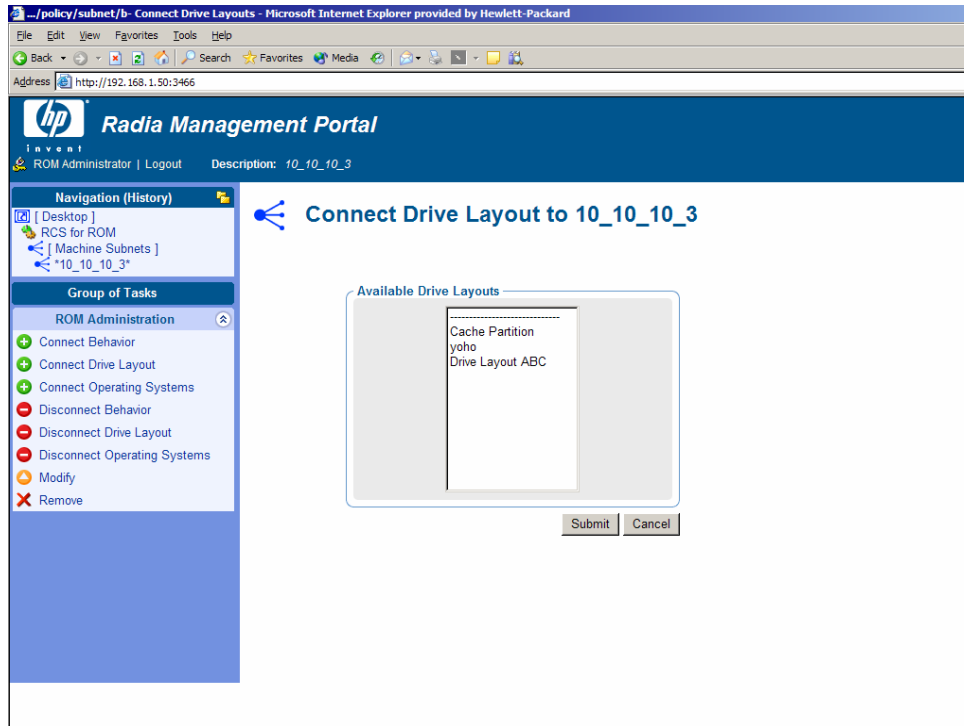 .../policy/subnet/b- Connect Drive Layouts - Microsoft Internet Explorer provided by Hewlett-Packard
File Edit View Favorites Tools Help
Back Search Favorites Media
Address http://192.168.1.50:3466
hp
invent
Radia Management Portal
ROM Administrator | Logout Description: 10_10_10_3
Navigation (History)
[ Desktop ]
RCS for ROM
[ Machine Subnets ]
*10_10_10_3*
Group of Tasks
ROM Administration
Connect Behavior
Connect Drive Layout
Connect Operating Systems
Disconnect Behavior
Disconnect Drive Layout
Disconnect Operating Systems
Modify
Remove
Connect Drive Layout to 10_10_10_3
Available Drive Layouts
-----------------------------
Cache Partition
yoho
Drive Layout ABC
Submit Cancel